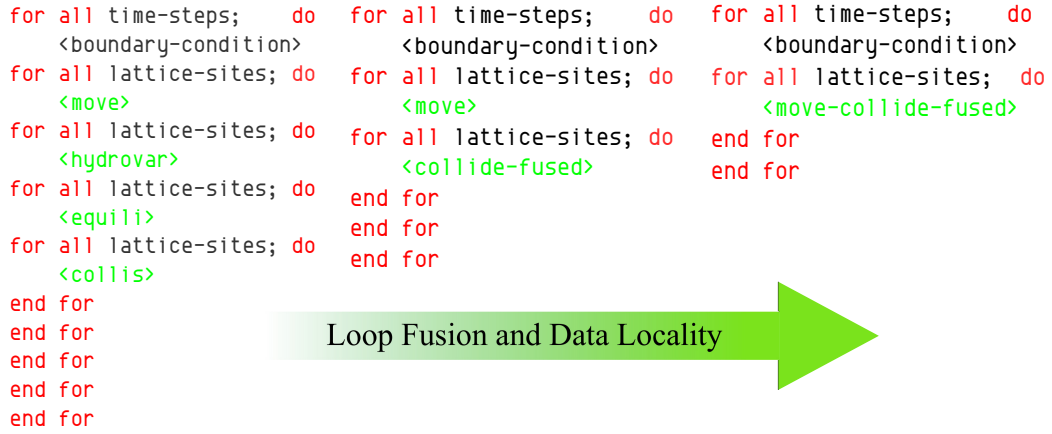 for all time-steps; do
<boundary-condition>
for all lattice-sites; do
<move>
for all lattice-sites; do
<hydrovar>
for all lattice-sites; do
<equili>
for all lattice-sites; do
<collis>
end for
end for
end for
end for
end for
for all time-steps; do
<boundary-condition>
for all lattice-sites; do
<move>
for all lattice-sites; do
<collide-fused>
end for
end for
end for
for all time-steps; do
<boundary-condition>
for all lattice-sites; do
<move-collide-fused>
end for
end for
Loop Fusion and Data Locality